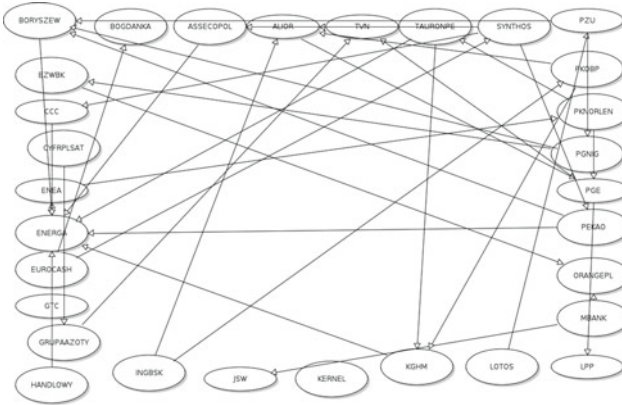 BORYSZEW
BOGDANKA
ASSECOPOL
ALIOR
TVN
TAURONPE
SYNTHOS
PZU
BZWBK
PKOBP
CCC
PKNORLEN
CYFRPLSAT
PGNIG
ENEA
PGE
ENERGA
PEKAO
EUROCASH
ORANGEPL
GTC
MBANK
GRUPAAZOTY
HANDLOWY
INGBSK
JSW
KERNEL
KGHM
LOTOS
LPP